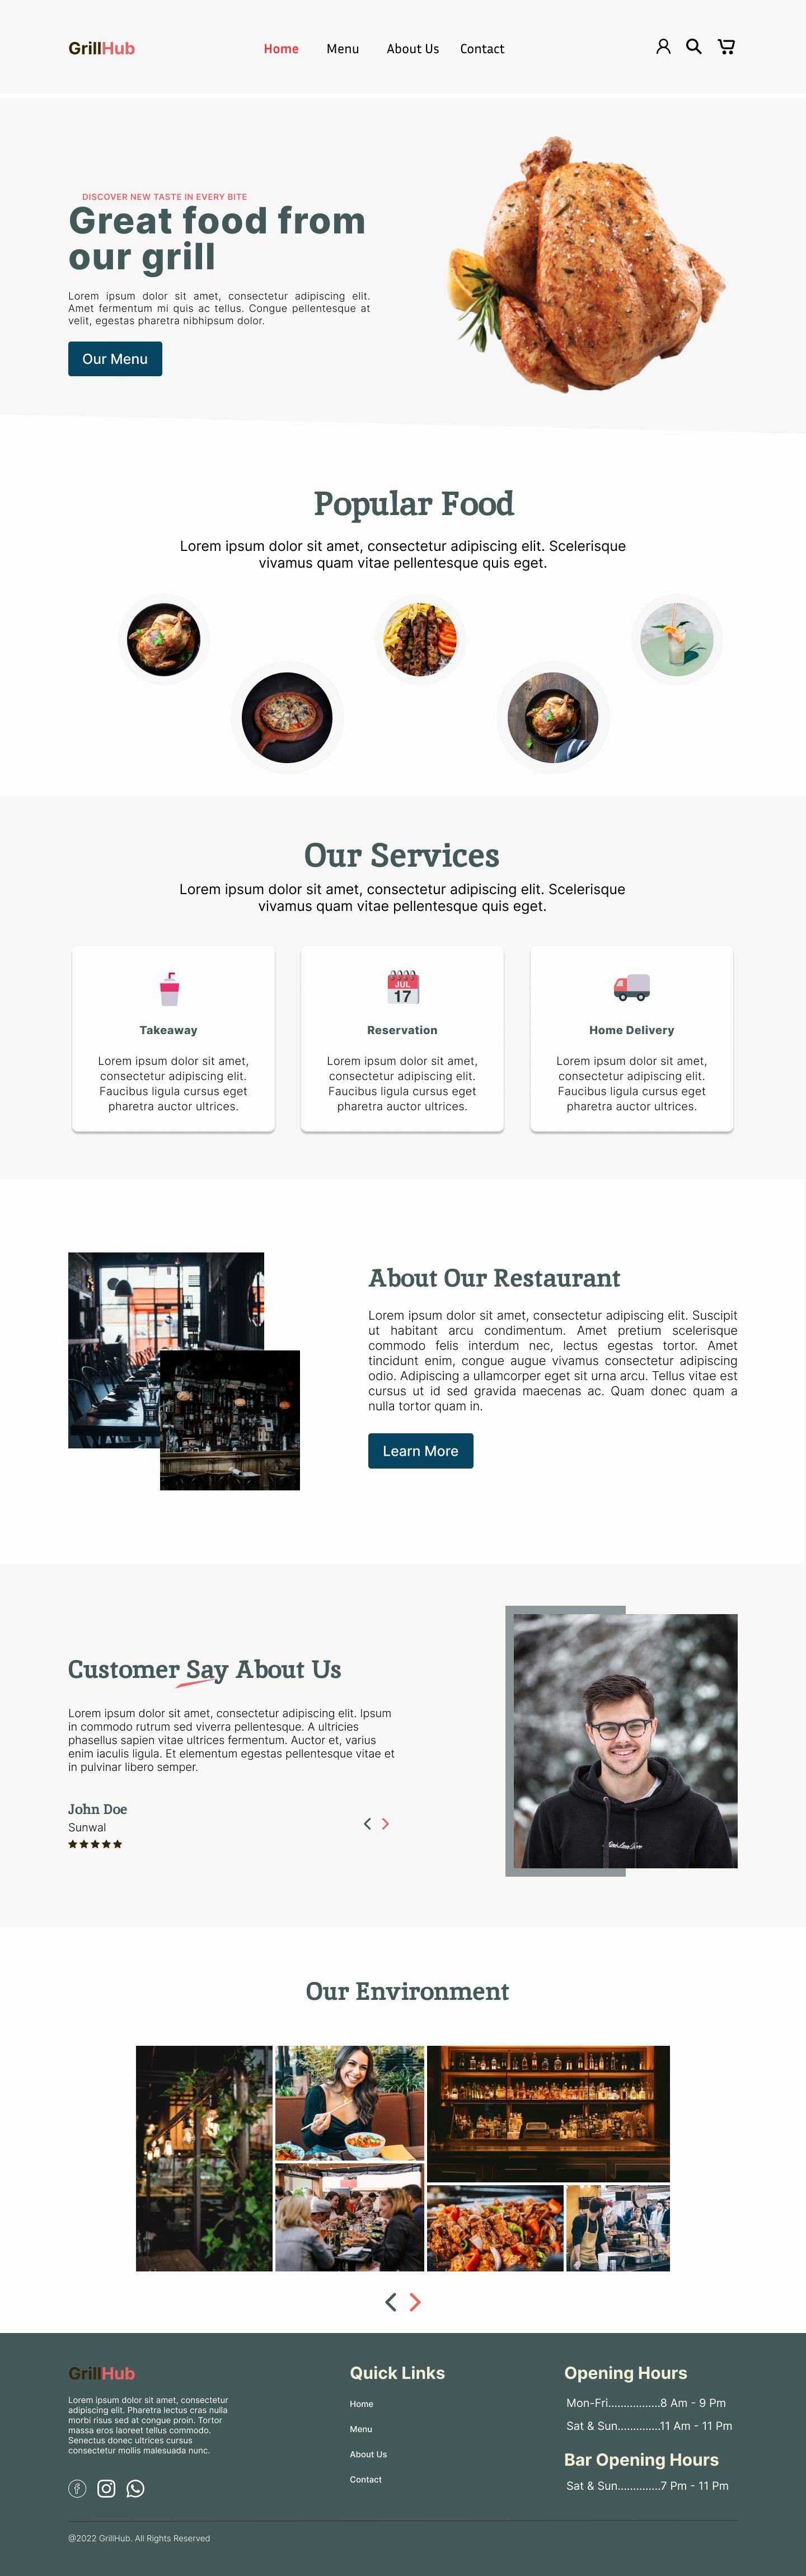 GrillHub
Home Menu About Us Contact
DISCOVER NEW TASTE IN EVERY BITE
Great food from
our grill
Lorem ipsum dolor sit amet, consectetur adipiscing elit.
Amet fermentum mi quis ac tellus. Congue pellentesque at
velit, egestas pharetra nibhipsum dolor.
Our Menu
Popular Food
Lorem ipsum dolor sit amet, consectetur adipiscing elit. Scelerisque
vivamus quam vitae pellentesque quis eget.
Our Services
Lorem ipsum dolor sit amet, consectetur adipiscing elit. Scelerisque
vivamus quam vitae pellentesque quis eget.
Takeaway
Lorem ipsum dolor sit amet,
consectetur adipiscing elit.
Faucibus ligula cursus eget
pharetra auctor ultrices.
JUL
17
Reservation
Lorem ipsum dolor sit amet,
consectetur adipiscing elit.
Faucibus ligula cursus eget
pharetra auctor ultrices.
Home Delivery
Lorem ipsum dolor sit amet,
consectetur adipiscing elit.
Faucibus ligula cursus eget
pharetra auctor ultrices.
About Our Restaurant
Lorem ipsum dolor sit amet, consectetur adipiscing elit. Suscipit
ut habitant arcu condimentum. Amet pretium scelerisque
commodo felis interdum nec, lectus egestas tortor. Amet
tincidunt enim, congue augue vivamus consectetur adipiscing
odio. Adipiscing a ullamcorper eget sit urna arcu. Tellus vitae est
cursus ut id sed gravida maecenas ac. Quam donec quam a
nulla tortor quam in.
Learn More
Customer Say About Us
Lorem ipsum dolor sit amet, consectetur adipiscing elit. Ipsum
in commodo rutrum sed viverra pellentesque. A ultricies
phasellus sapien vitae ultrices fermentum. Auctor et, varius
enim iaculis ligula. Et elementum egestas pellentesque vitae et
in pulvinar libero semper.
John Doe
Sunwal
Our Environment
GrillHub
Lorem ipsum dolor sit amet, consectetur
adipiscing elit. Pharetra lectus cras nulla
morbi risus sed at congue proin. Tortor
massa eros laoreet tellus commodo.
Senectus donec ultrices cursus
consectetur mollis malesuada nunc.
Quick Links
Home
Menu
About Us
Contact
Opening Hours
Mon-Fri.................8 Am - 9 Pm
Sat & Sun..............11 Am - 11 Pm
Bar Opening Hours
Sat & Sun..............7 Pm - 11 Pm
@2022 GrillHub. All Rights Reserved